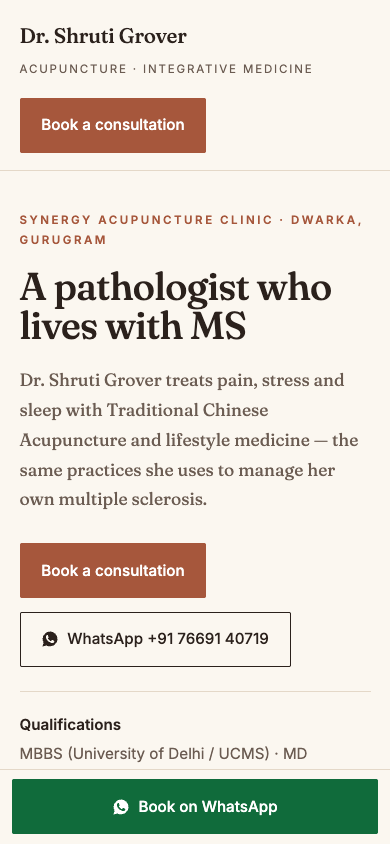 Dr. Shruti Grover
ACUPUNCTURE · INTEGRATIVE MEDICINE
Book a consultation
SYNERGY ACUPUNCTURE CLINIC · DWARKA,
GURUGRAM
A pathologist who
lives with MS
Dr. Shruti Grover treats pain, stress and
sleep with Traditional Chinese
Acupuncture and lifestyle medicine — the
same practices she uses to manage her
own multiple sclerosis.
Book a consultation
WhatsApp +91 76691 40719
Qualifications
MBBS (University of Delhi / UCMS) · MD
Book on WhatsApp